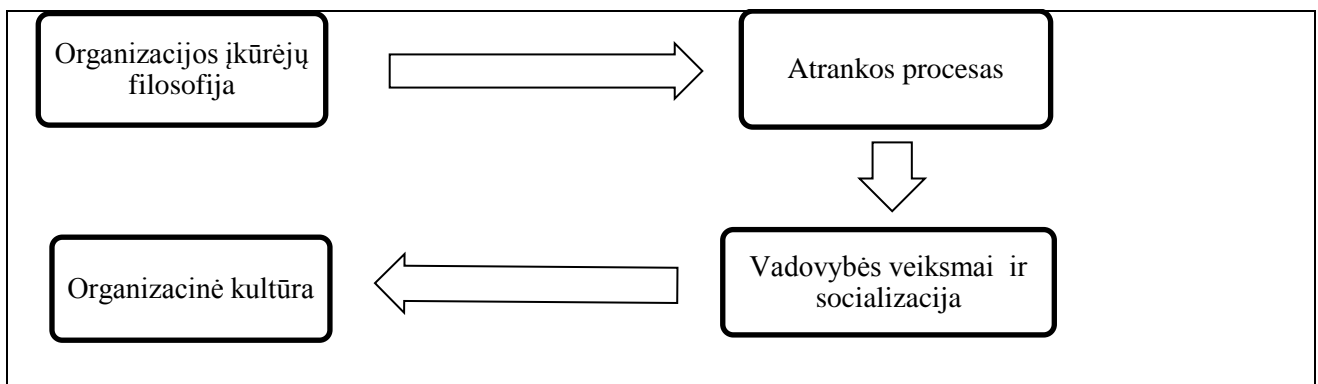 Organizacijos įkūrėjų
filosofija
Atrankos procesas
Vadovybės veiksmai ir
socializacija
Organizacinė kultūra